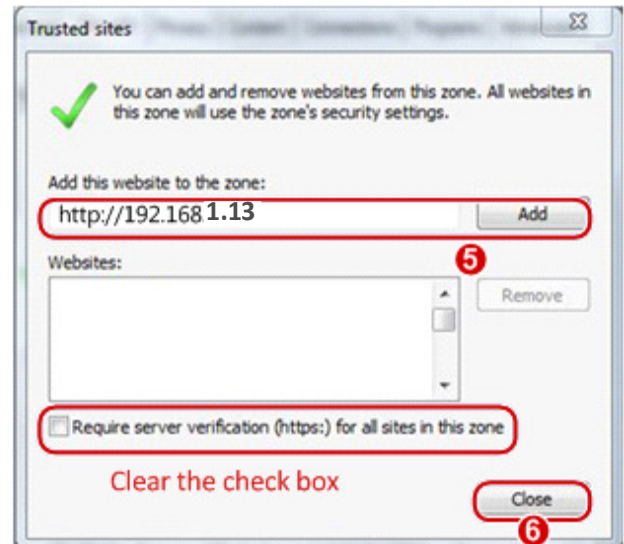 Trusted sites
You can add and remove websites from this zone. All websites in
this zone will use the zone's security settings.
Add this website to the zone:
http://192.168.1.13
Add
5
Websites:
Remove
Require server verification (https:) for all sites in this zone
Clear the check box
Close
6